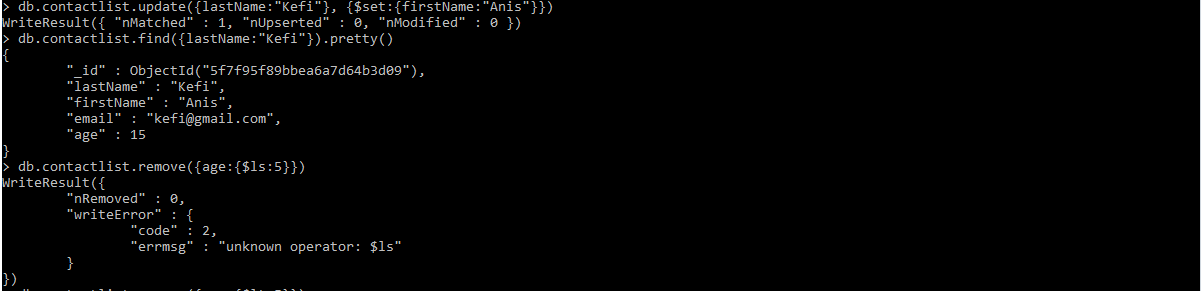 > db.contactlist.update({lastName:"Kefi"}, {$set:{firstName:"Anis"}})
WriteResult({ "nMatched" : 1, "nUpserted" : 0, "nModified" : 0 })
> db.contactlist.find({lastName:"Kefi"}).pretty()
{
        "_id" : ObjectId("5f7f95f89bbea6a7d64b3d09"),
        "lastName" : "Kefi",
        "firstName" : "Anis",
        "email" : "kefi@gmail.com",
        "age" : 15
}
> db.contactlist.remove({age:{$ls:5}})
WriteResult({
        "nRemoved" : 0,
        "writeError" : {
                "code" : 2,
                "errmsg" : "unknown operator: $ls"
        }
})